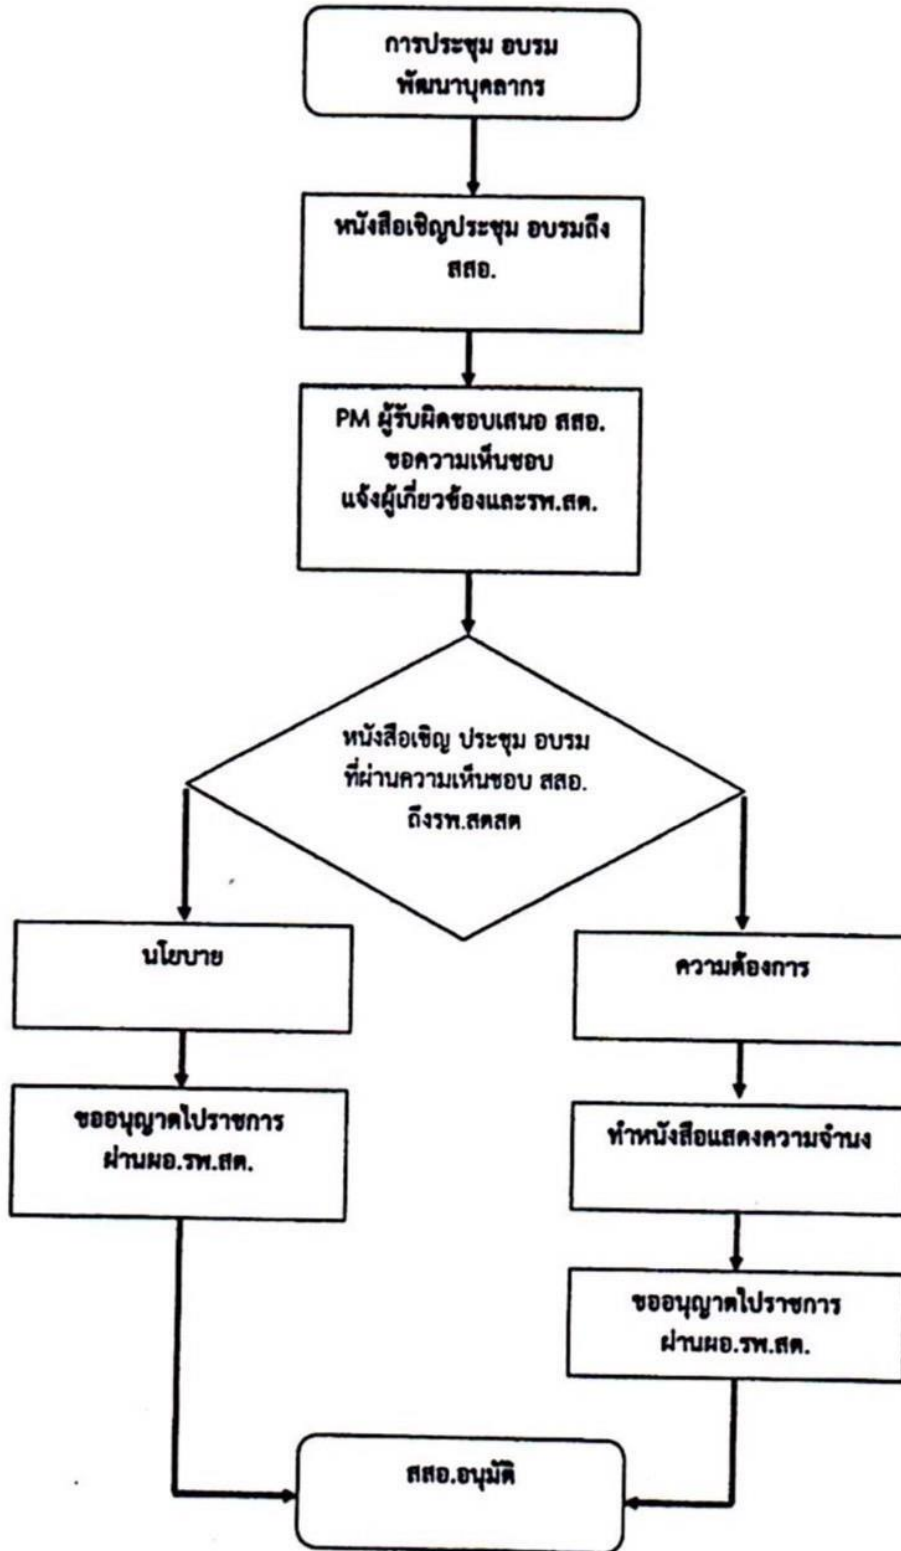 การประชุม อบรม
พัฒนาบุคลากร
หนังสือเชิญประชุม อบรมถึง
สสอ.
PM ผู้รับผิดชอบเสนอ สสอ.
ขอความเห็นชอบ
แจ้งผู้เกี่ยวข้องและรพ.สต.
หนังสือเชิญ ประชุม อบรม
ที่ผ่านความเห็นชอบ สสอ.
ถึงรพ.สตสต
นโยบาย
ความต้องการ
ขออนุญาตไปราชการ
ผ่านผอ.รพ.สต.
ทำหนังสือแสดงความจำนง
ขออนุญาตไปราชการ
ผ่านผอ.รพ.สต.
สสอ.อนุมัติ